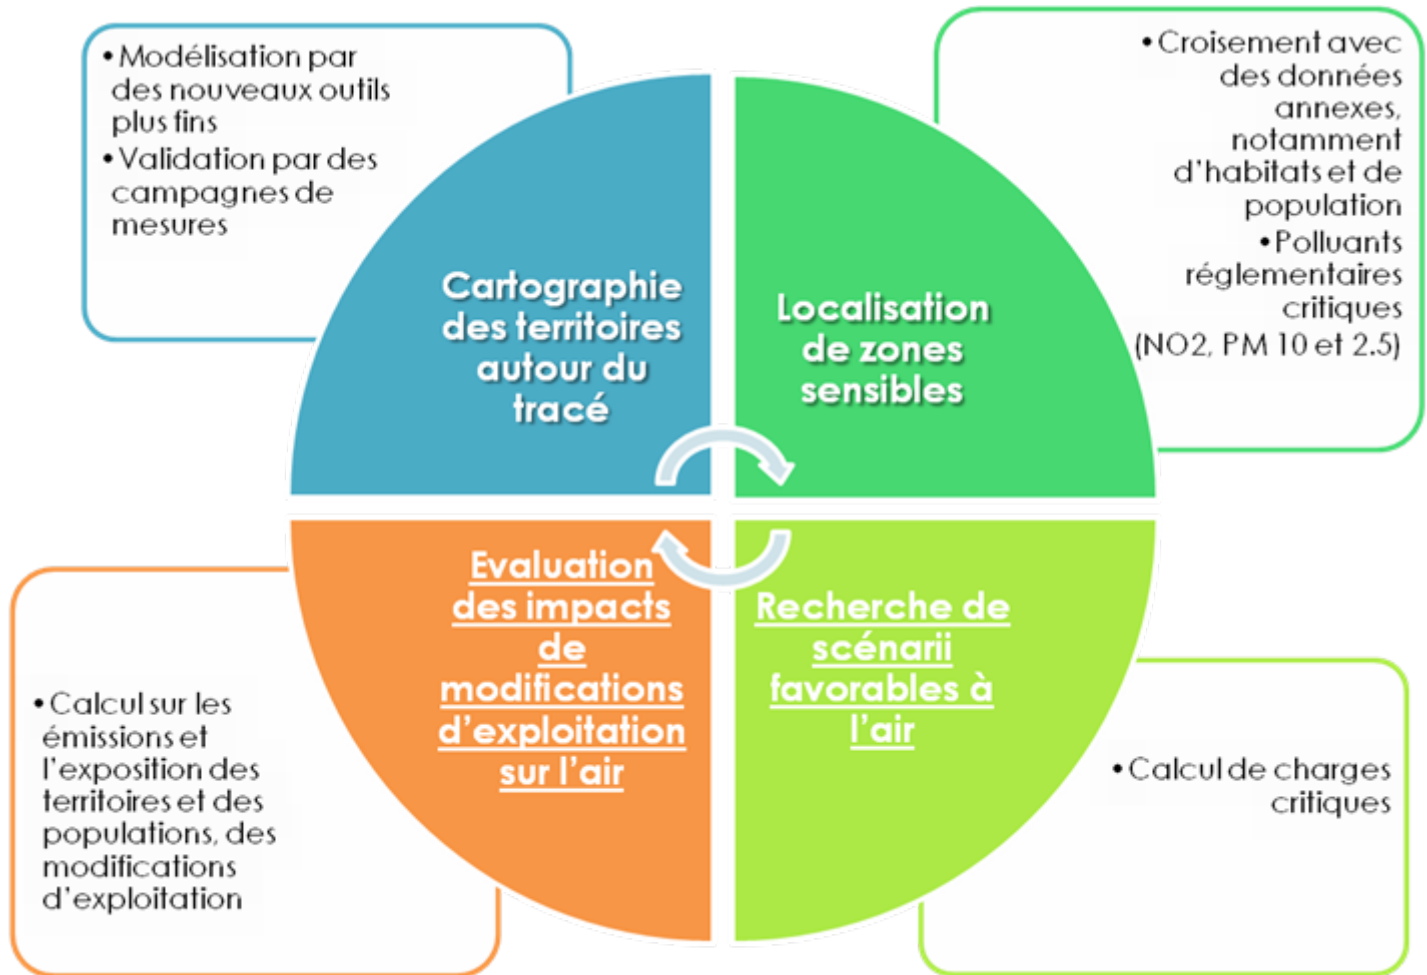 • Modélisation par
des nouveaux outils
plus fins
• Validation par des
campagnes de
mesures
• Croisement avec
des données
annexes,
notamment
d'habitats et de
population
• Polluants
réglementaires
critiques
(NO2, PM 10 et 2.5)
Cartographie
des territoires
autour du
tracé
Localisation
de zones
sensibles
Evaluation
des impacts
de
modifications
d'exploitation
sur l'air
Recherche de
scénarii
favorables à
l'air
• Calcul sur les
émissions et
l'exposition des
territoires et des
populations, des
modifications
d'exploitation
• Calcul de charges
critiques